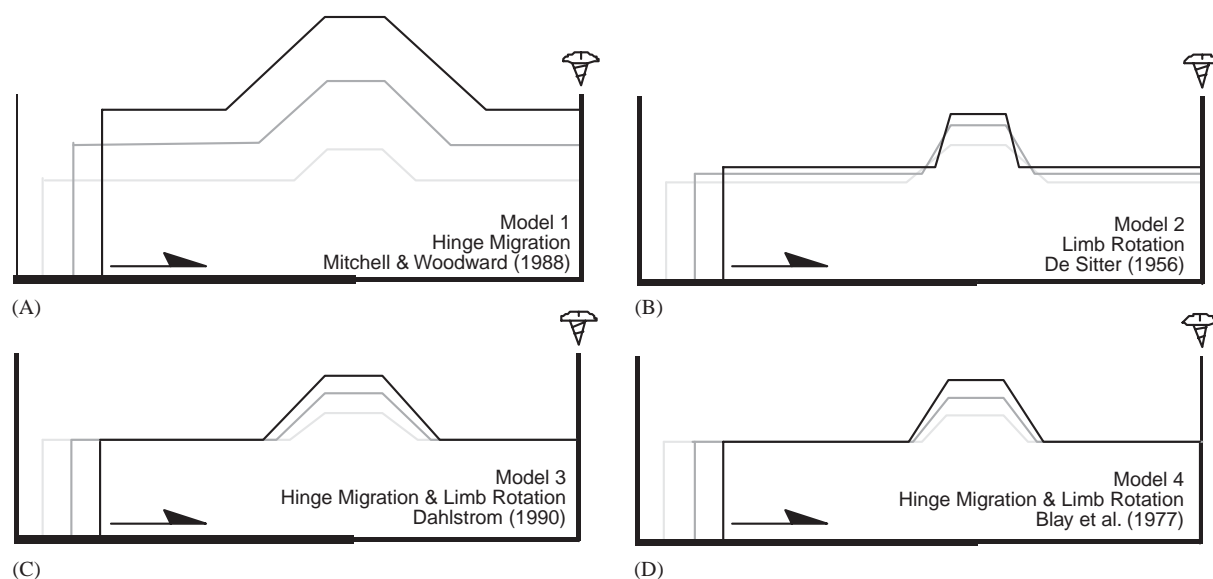 Model 1
Hinge Migration
Mitchell & Woodward (1988)
(A)
Model 2
Limb Rotation
De Sitter (1956)
(B)
Model 3
Hinge Migration & Limb Rotation
Dahlstrom (1990)
(C)
Model 4
Hinge Migration & Limb Rotation
Blay et al. (1977)
(D)